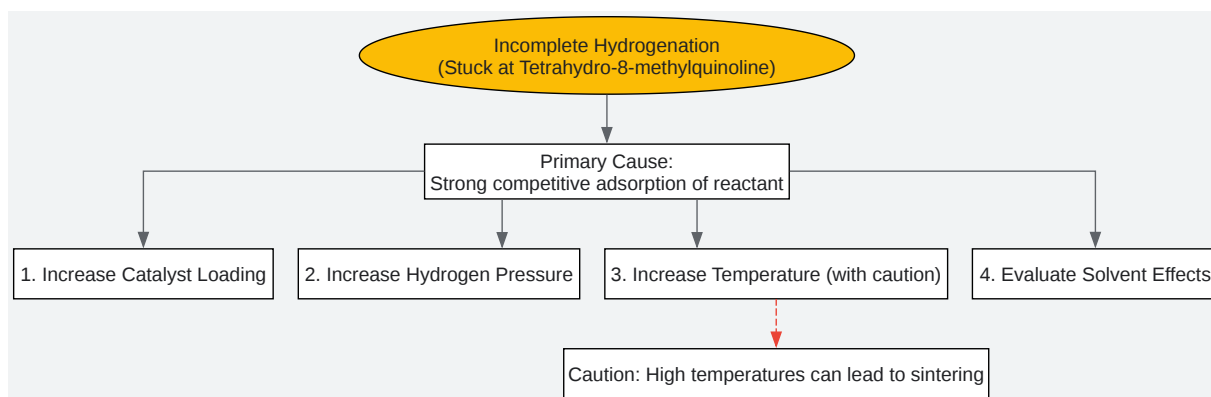 Incomplete Hydrogenation
(Stuck at Tetrahydro-8-methylquinoline)
Primary Cause:
Strong competitive adsorption of reactant
1. Increase Catalyst Loading
2. Increase Hydrogen Pressure
3. Increase Temperature (with caution)
4. Evaluate Solvent Effects
Caution: High temperatures can lead to sintering